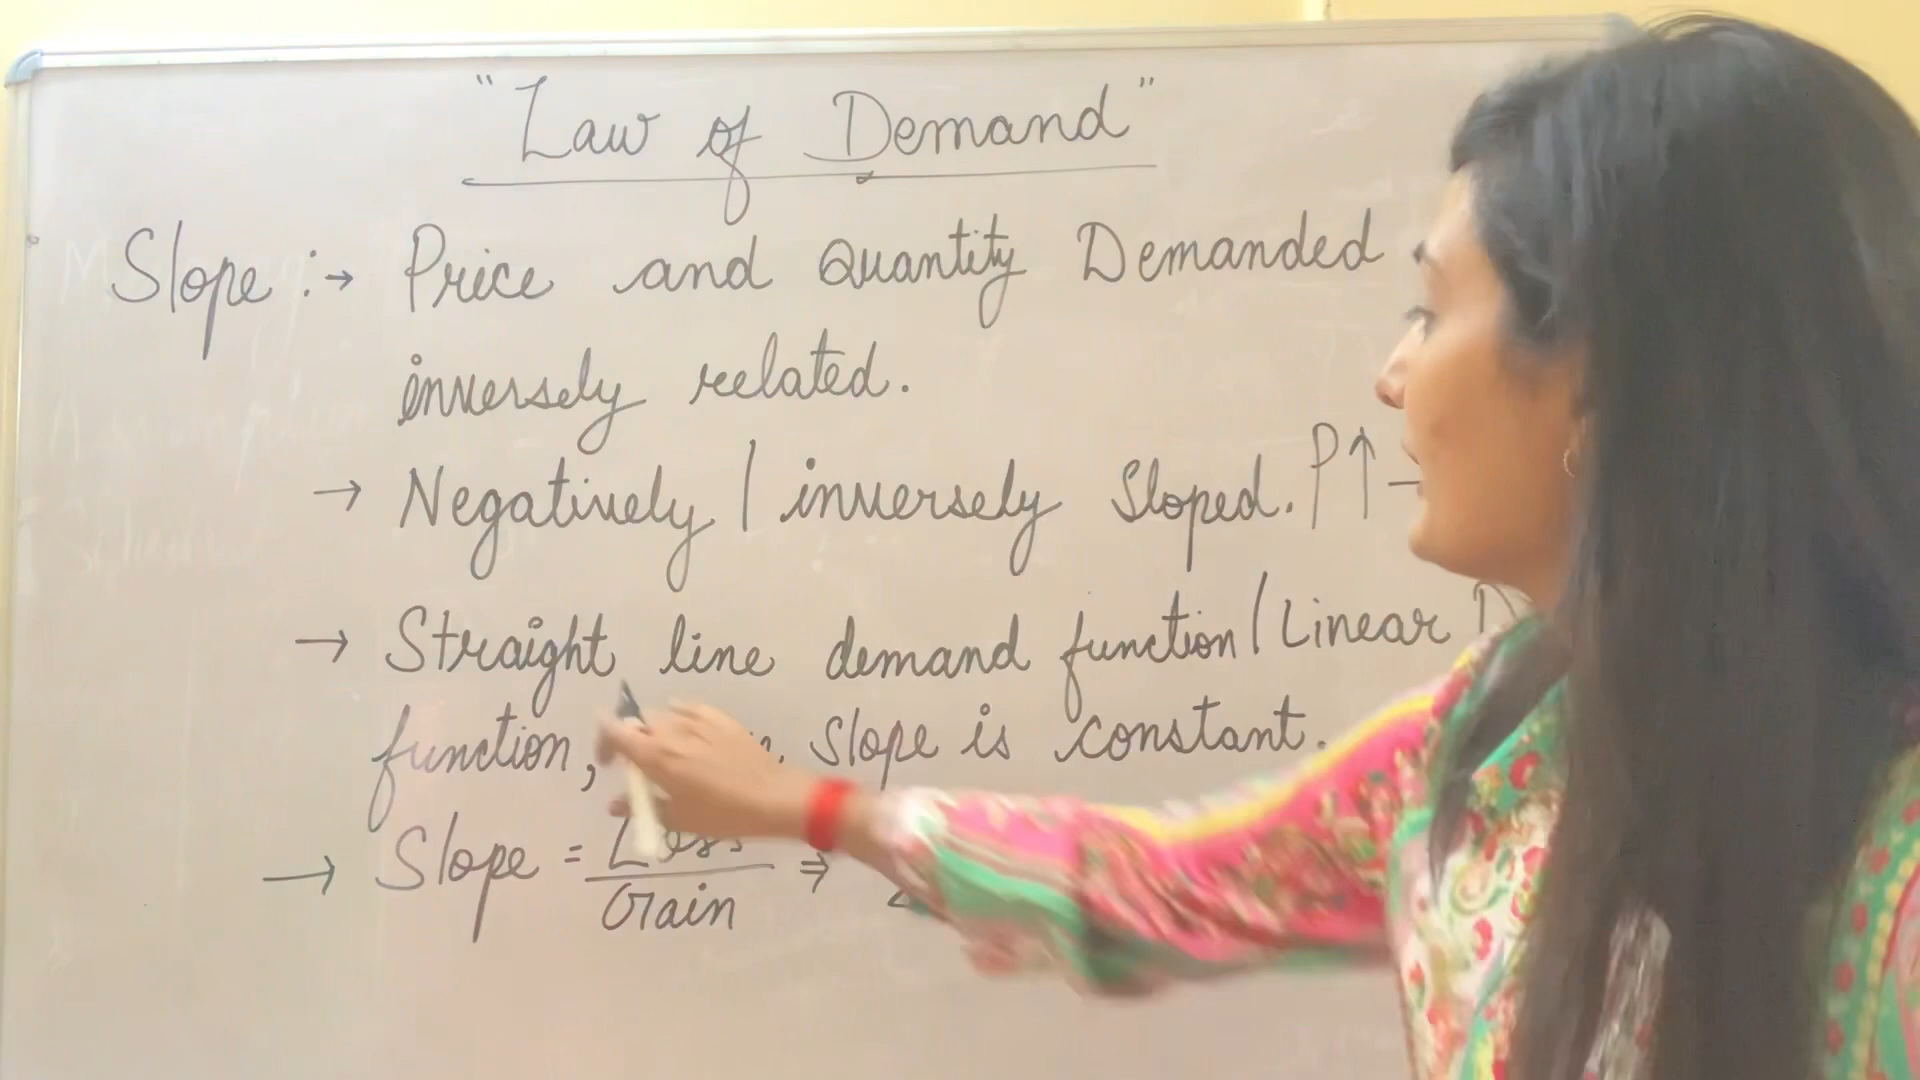 "Law of Demand"
Slope :→ Price and Quantity Demanded
inversely related.
→ Negatively / inversely Sloped. P↑ –
→ Straight line demand function / Linear
function, slope is constant.
→ Slope = Loss / Gain ⇒